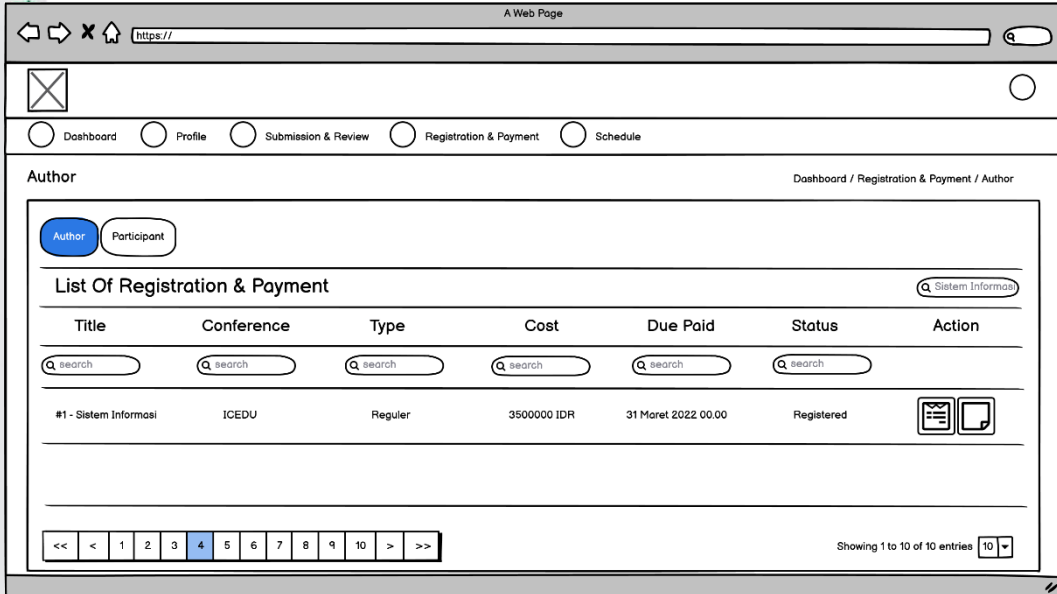 A Web Page
https://
Dashboard Profile Submission & Review Registration & Payment Schedule
Author Dashboard / Registration & Payment / Author
Author Participant
List Of Registration & Payment Sistem Informasi
Title Conference Type Cost Due Paid Status Action
search search search search search search
#1 - Sistem Informasi ICEDU Reguler 3500000 IDR 31 Maret 2022 00.00 Registered
<< < 1 2 3 4 5 6 7 8 9 10 > >> Showing 1 to 10 of 10 entries 10